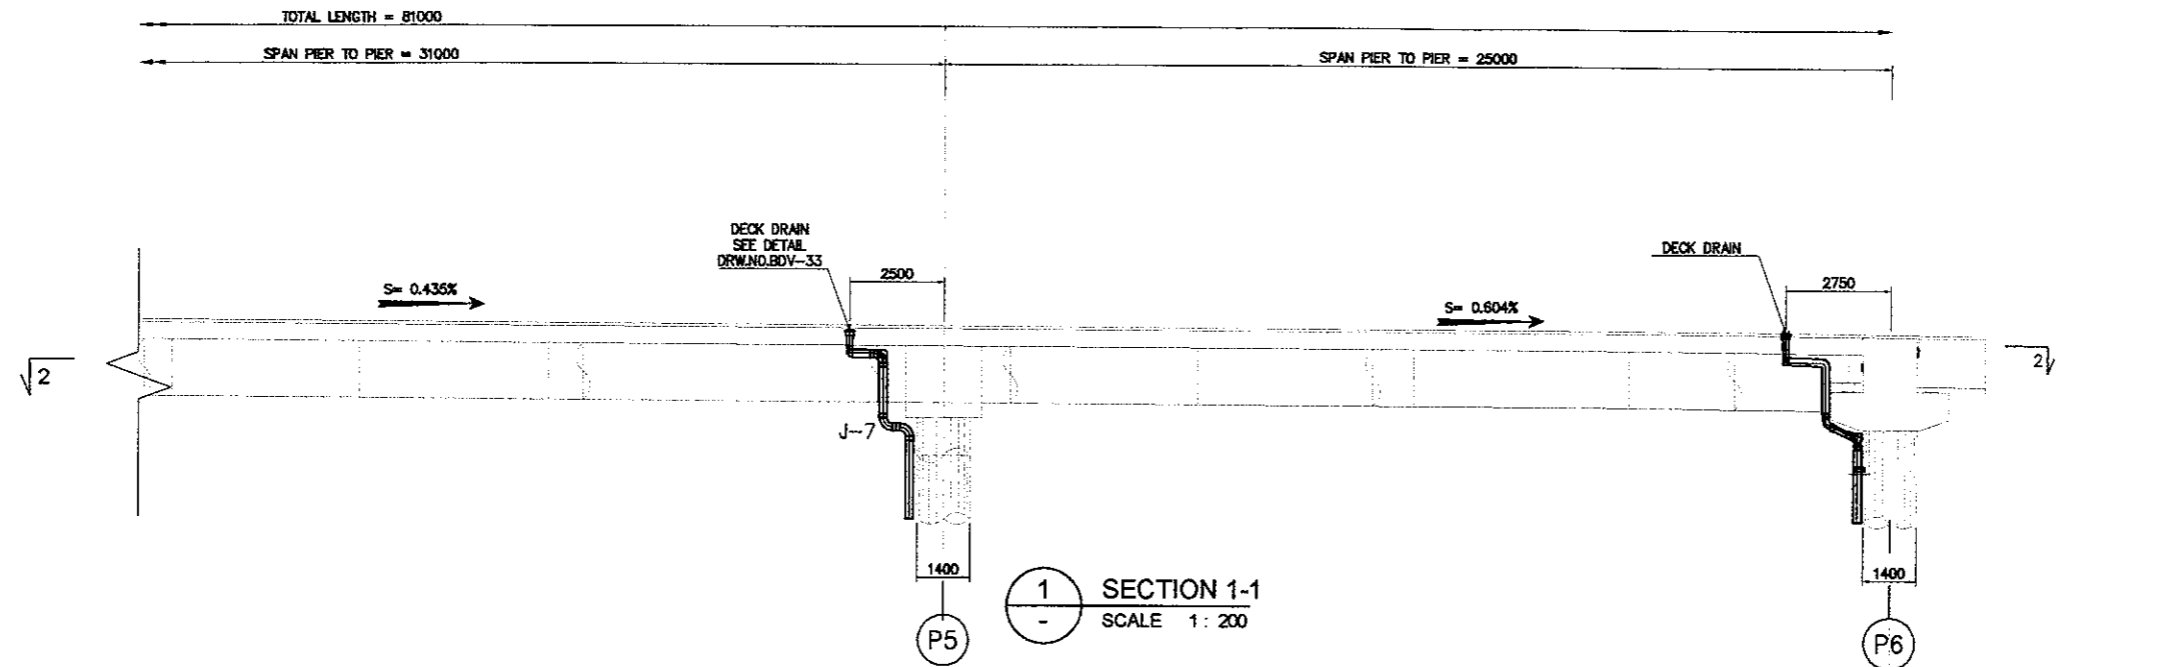 TOTAL LENGTH = 81000
SPAN PIER TO PIER = 31000
SPAN PIER TO PIER = 25000
DECK DRAIN
SEE DETAIL
DRW.NO.BDV-33
2500
DECK DRAIN
2750
S= 0.435%
S= 0.604%
2
2
J-7
1400
1400
1
-
SECTION 1-1
SCALE 1 : 200
P5
P6